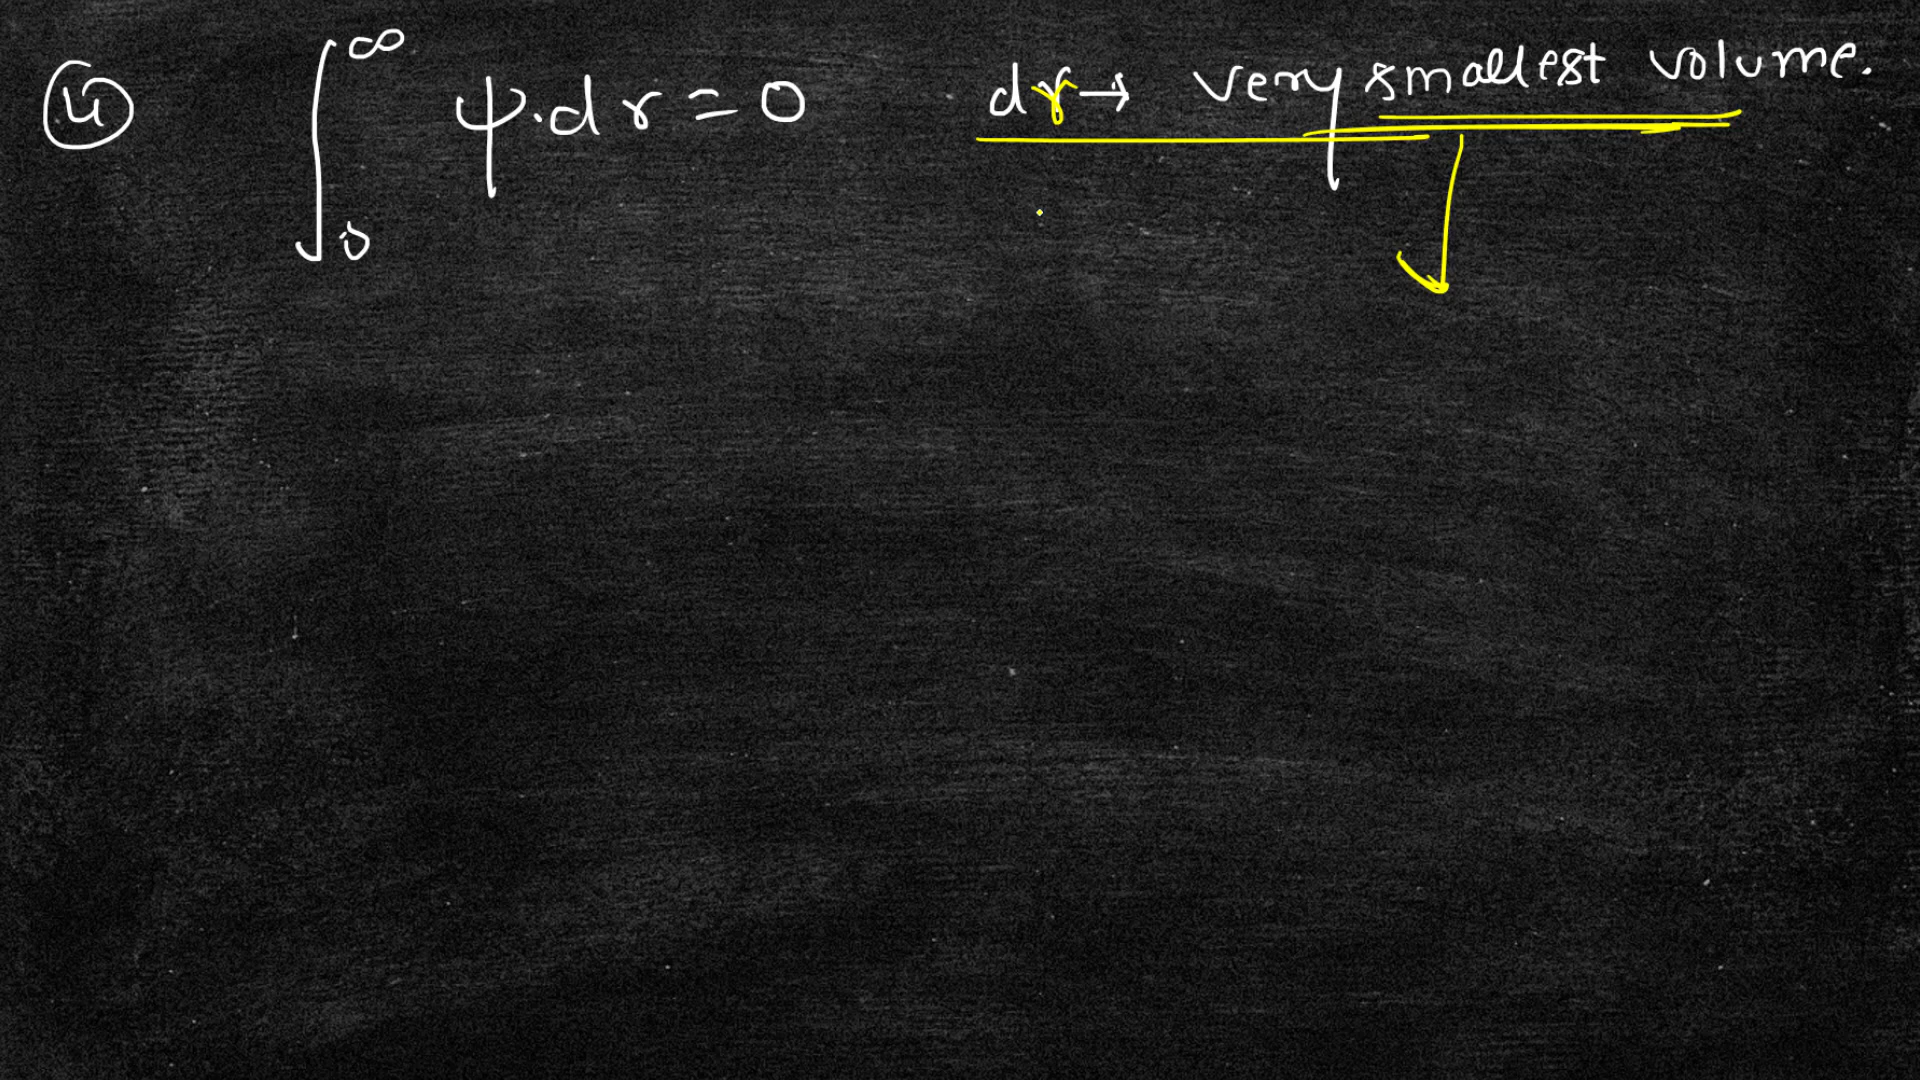 ④ ∫₀^∞ ψ.dr = 0 dr → very smallest volume.